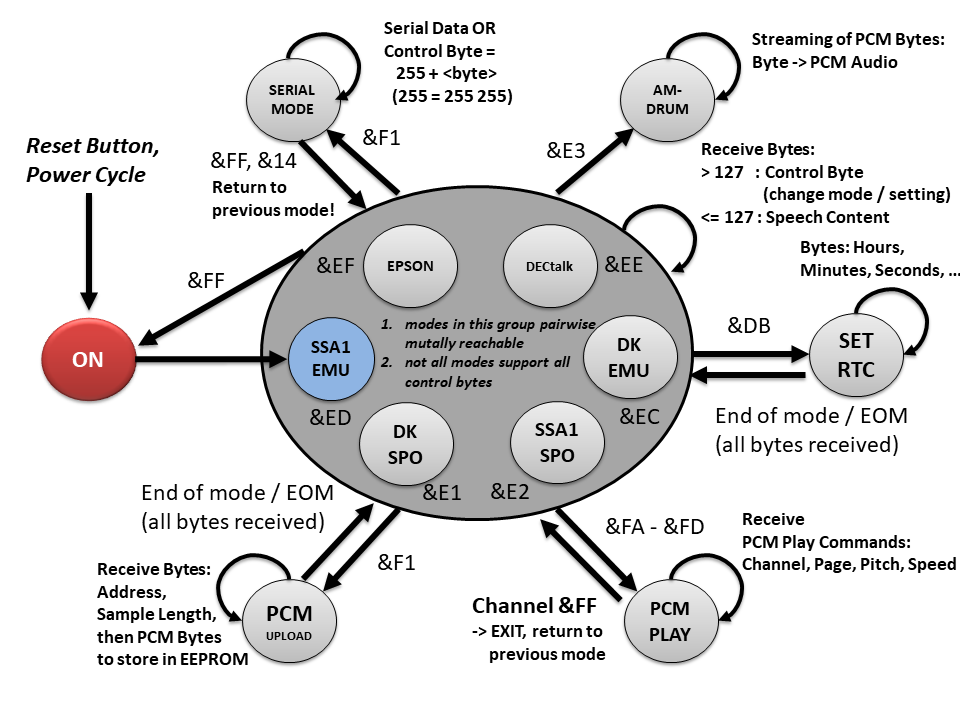 Serial Data OR
Control Byte =
255 + <byte>
(255 = 255 255)
Streaming of PCM Bytes:
Byte -> PCM Audio
SERIAL
MODE
AM-
DRUM
Reset Button,
Power Cycle
&FF, &14
Return to
previous mode!
&F1
&E3
Receive Bytes:
> 127 : Control Byte
(change mode / setting)
<= 127 : Speech Content
&FF
&EF
EPSON
DECtalk
&EE
Bytes: Hours,
Minutes, Seconds, ...
ON
SSA1
EMU
&ED
1. modes in this group pairwise
mutally reachable
2. not all modes support all
control bytes
DK
EMU
&EC
&DB
SET
RTC
End of mode / EOM
(all bytes received)
DK
SPO
&E1
SSA1
SPO
&E2
End of mode / EOM
(all bytes received)
&F1
&FA - &FD
Receive
PCM Play Commands:
Channel, Page, Pitch, Speed
Receive Bytes:
Address,
Sample Length,
then PCM Bytes
to store in EEPROM
PCM
UPLOAD
Channel &FF
-> EXIT, return to
previous mode
PCM
PLAY